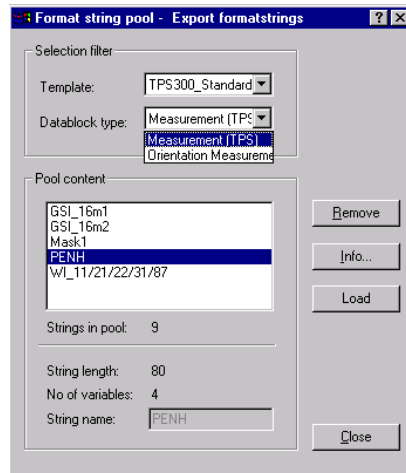 Format string pool - Export formatstrings
Selection filter
Template: TPS300_Standard
Datablock type: Measurement (TPS
Measurement (TPS)
Orientation Measureme
Pool content
GSI_16m1
GSI_16m2
Mask1
PENH
WI_11/21/22/31/87
Remove
Info...
Load
Strings in pool: 9
String length: 80
No of variables: 4
String name: PENH
Close